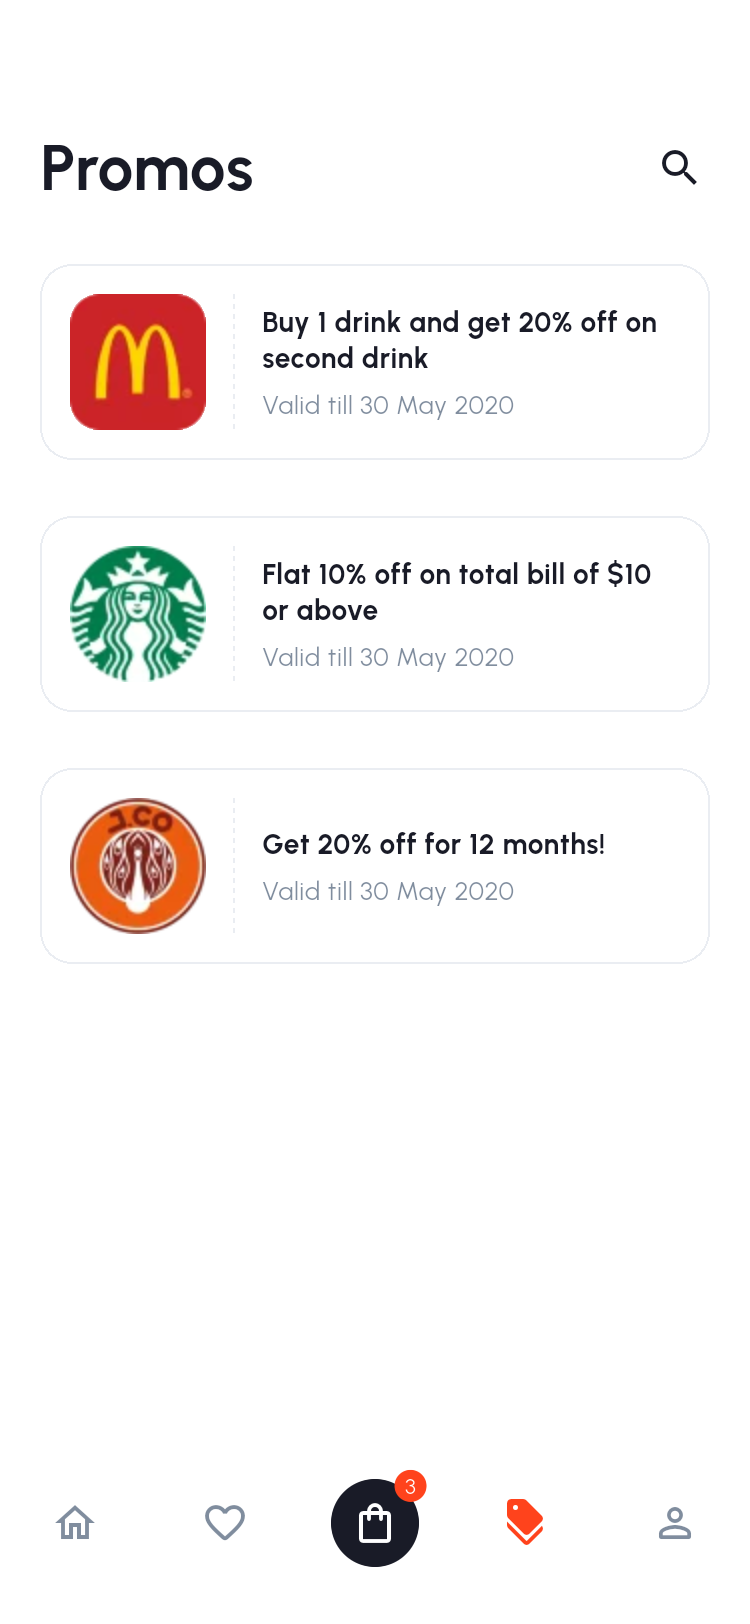 Promos
Buy 1 drink and get 20% off on
second drink
Valid till 30 May 2020
Flat 10% off on total bill of $10
or above
Valid till 30 May 2020
J.CO
Get 20% off for 12 months!
Valid till 30 May 2020
3